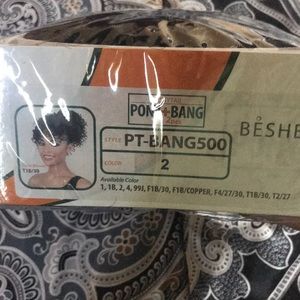 PONY+BANG
BESHE
STYLE PT-BANG500
COLOR 2
T1B/30
Available Color
1, 1B, 2, 4, 99J, F1B/30, F1B/COPPER, F4/27/30, T1B/30, T2/27